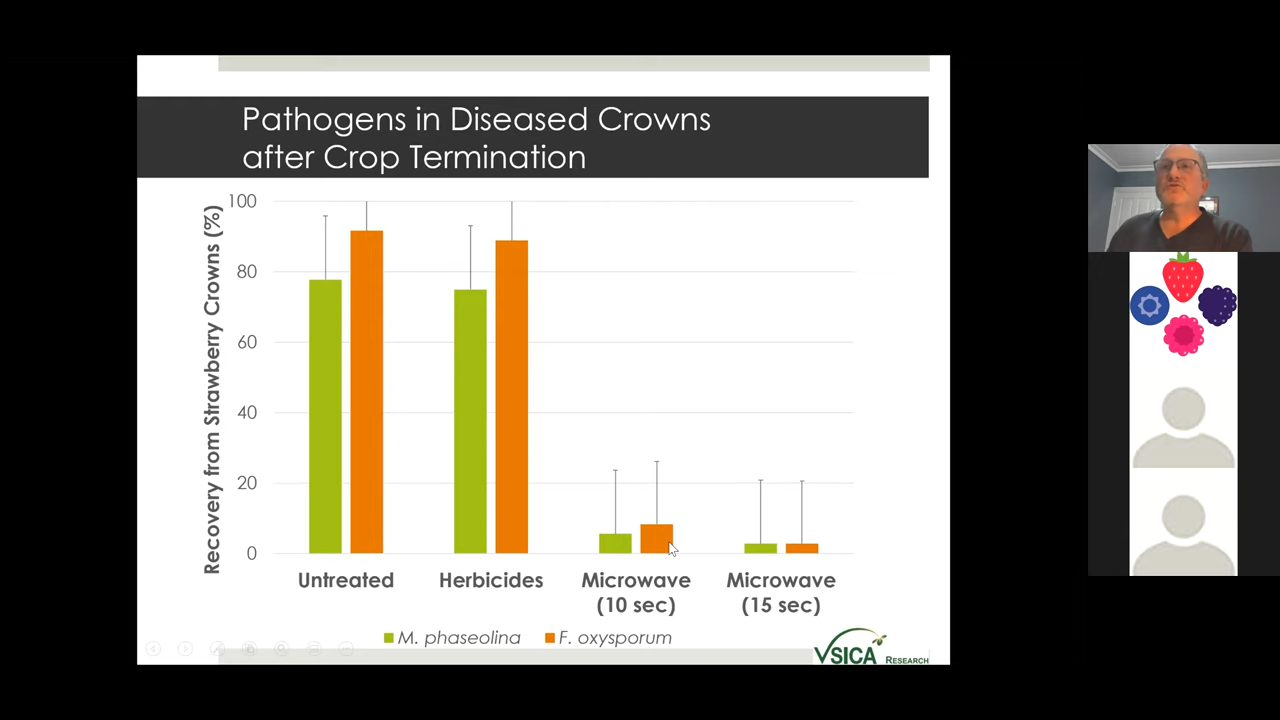 Pathogens in Diseased Crowns
after Crop Termination
Recovery from Strawberry Crowns (%)
100
80
60
40
20
0
Untreated
Herbicides
Microwave
(10 sec)
Microwave
(15 sec)
M. phaseolina
F. oxysporum
VSICA RESEARCH